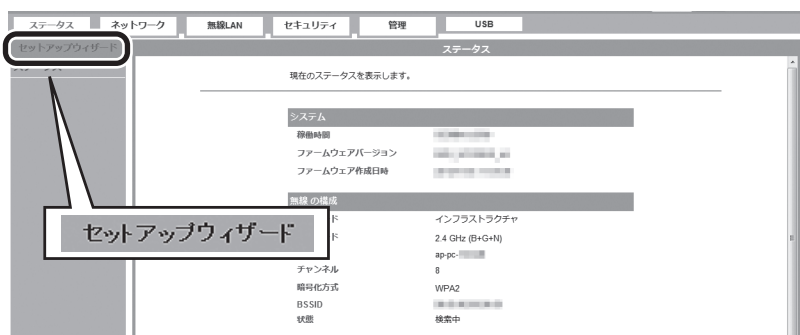 ステータス ネットワーク 無線LAN セキュリティ 管理 USB
セットアップウィザード ステータス
現在のステータスを表示します。
システム
稼働時間
ファームウェアバージョン
ファームウェア作成日時
無線 の構成
ド インフラストラクチャ
セットアップウィザード
ド 2.4 GHz (B+G+N)
ap-pc-
チャンネル 8
暗号化方式 WPA2
BSSID
状態 検索中